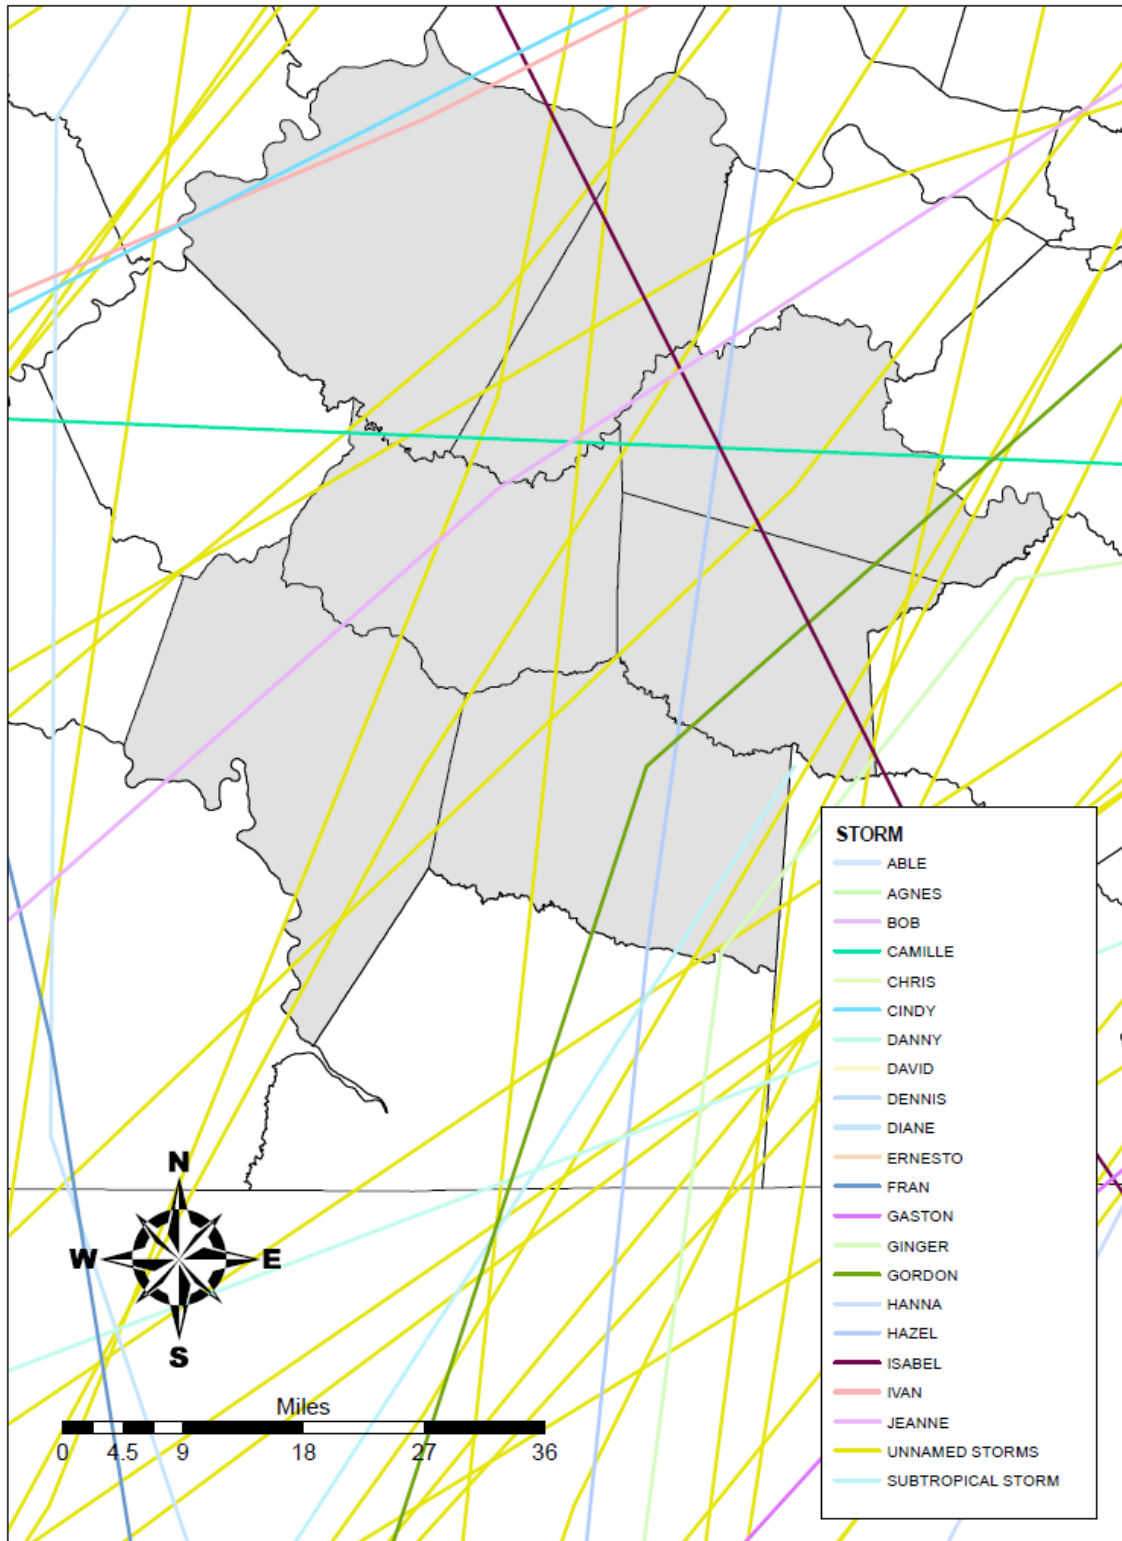 STORM
ABLE
AGNES
BOB
CAMILLE
CHRIS
CINDY
DANNY
DAVID
DENNIS
DIANE
ERNESTO
FRAN
GASTON
GINGER
GORDON
HANNA
HAZEL
ISABEL
IVAN
JEANNE
UNNAMED STORMS
SUBTROPICAL STORM
N
W E
S
Miles
0 4.5 9 18 27 36